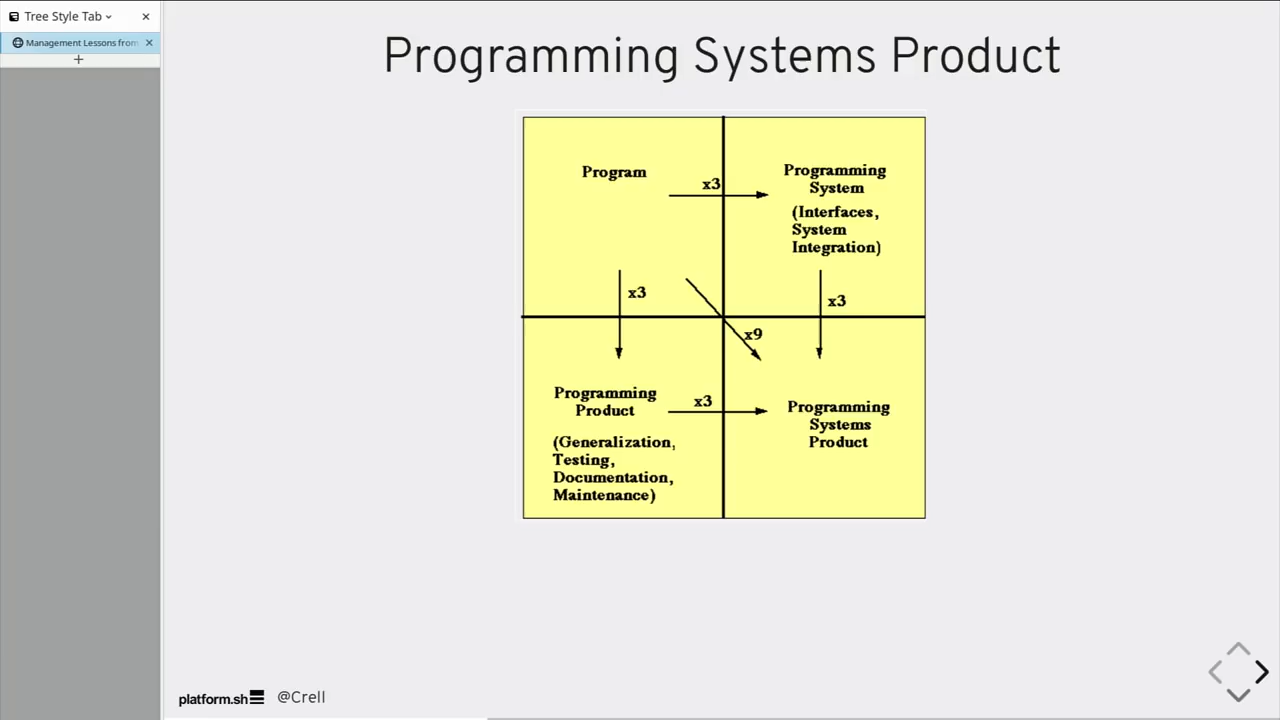 Tree Style Tab
Management Lessons from
Programming Systems Product
Program
x3
Programming
System
(Interfaces,
System
Integration)
x3
x9
x3
Programming
Product
x3
(Generalization,
Testing,
Documentation,
Maintenance)
Programming
Systems
Product
platform.sh @Crell